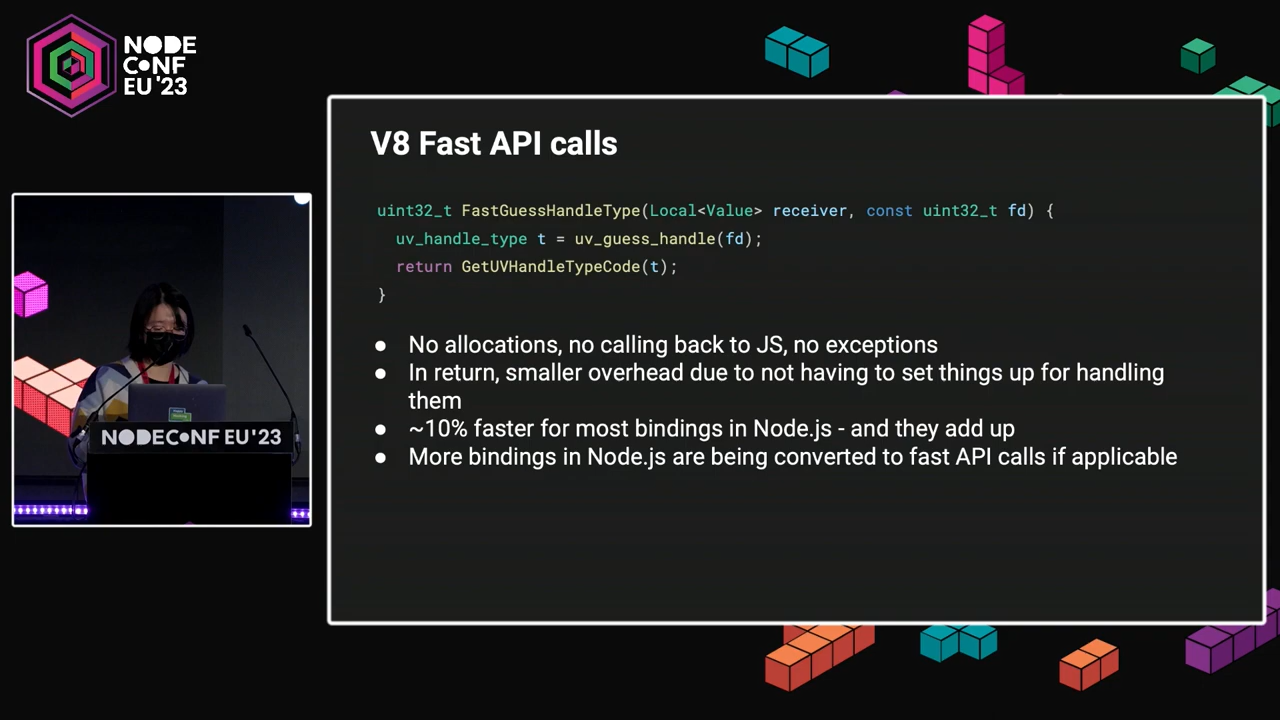 NODE
CONF
EU '23
V8 Fast API calls
uint32_t FastGuessHandleType(Local<Value> receiver, const uint32_t fd) {
uv_handle_type t = uv_guess_handle(fd);
return GetUVHandleTypeCode(t);
}
● No allocations, no calling back to JS, no exceptions
● In return, smaller overhead due to not having to set things up for handling
them
● ~10% faster for most bindings in Node.js - and they add up
● More bindings in Node.js are being converted to fast API calls if applicable
NODECONF EU'23